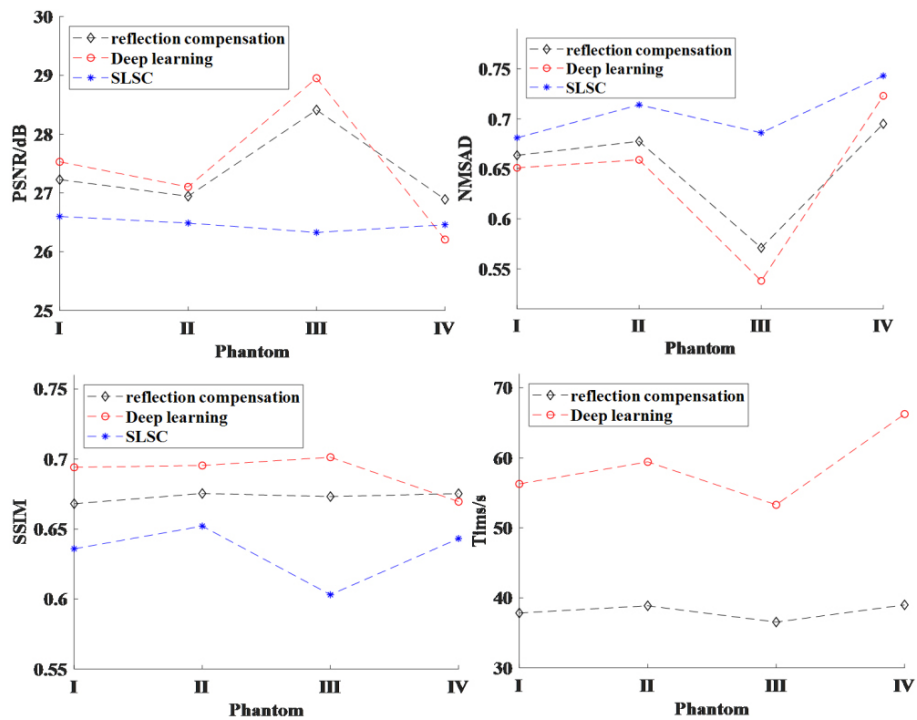 30
29
28
27
26
25
PSNR/dB
reflection compensation
Deep learning
SLSC
I II III IV
Phantom
0.75
0.7
0.65
0.6
0.55
NMSAD
reflection compensation
Deep learning
SLSC
I II III IV
Phantom
0.75
0.7
0.65
0.6
0.55
SSIM
reflection compensation
Deep learning
SLSC
I II III IV
Phantom
70
60
50
40
30
Tims/s
reflection compensation
Deep learning
I II III IV
Phantom